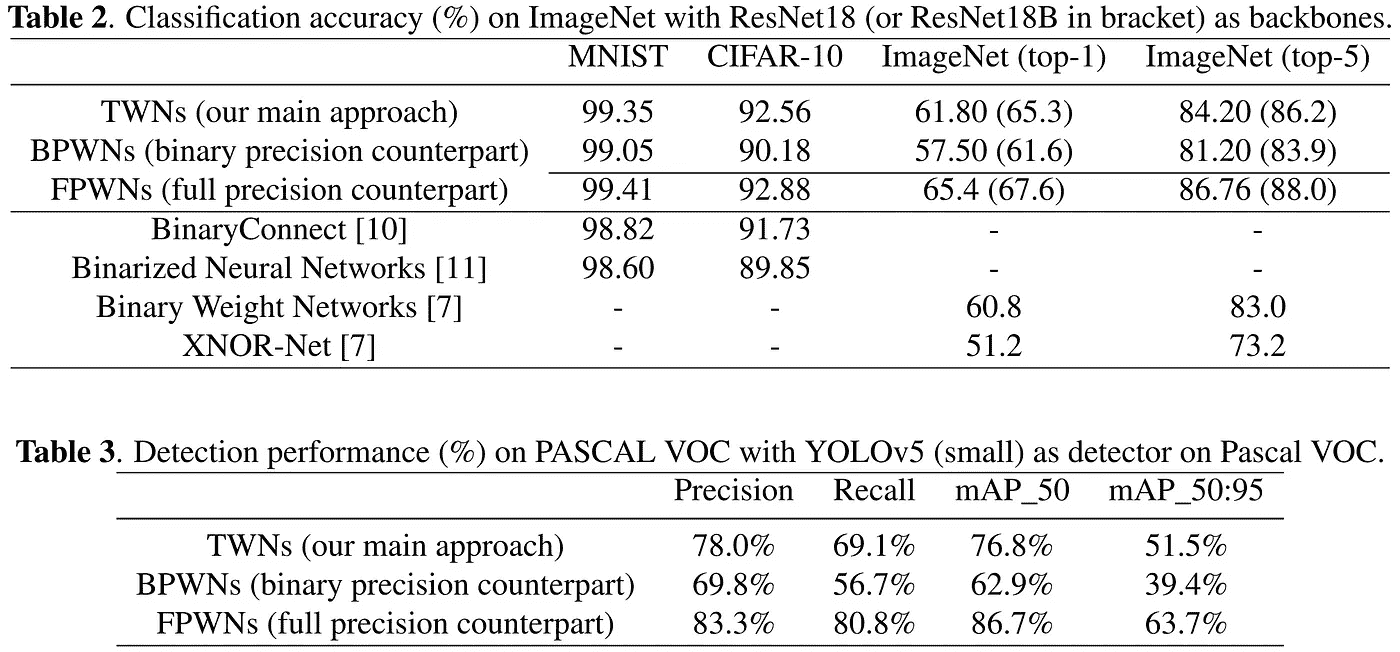 Table 2. Classification accuracy (%) on ImageNet with ResNet18 (or ResNet18B in bracket) as backbones.
MNIST CIFAR-10 ImageNet (top-1) ImageNet (top-5)
TWNs (our main approach) 99.35 92.56 61.80 (65.3) 84.20 (86.2)
BPWNs (binary precision counterpart) 99.05 90.18 57.50 (61.6) 81.20 (83.9)
FPWNs (full precision counterpart) 99.41 92.88 65.4 (67.6) 86.76 (88.0)
BinaryConnect [10] 98.82 91.73 - -
Binarized Neural Networks [11] 98.60 89.85 - -
Binary Weight Networks [7] - - 60.8 83.0
XNOR-Net [7] - - 51.2 73.2
Table 3. Detection performance (%) on PASCAL VOC with YOLOv5 (small) as detector on Pascal VOC.
Precision Recall mAP_50 mAP_50:95
TWNs (our main approach) 78.0% 69.1% 76.8% 51.5%
BPWNs (binary precision counterpart) 69.8% 56.7% 62.9% 39.4%
FPWNs (full precision counterpart) 83.3% 80.8% 86.7% 63.7%